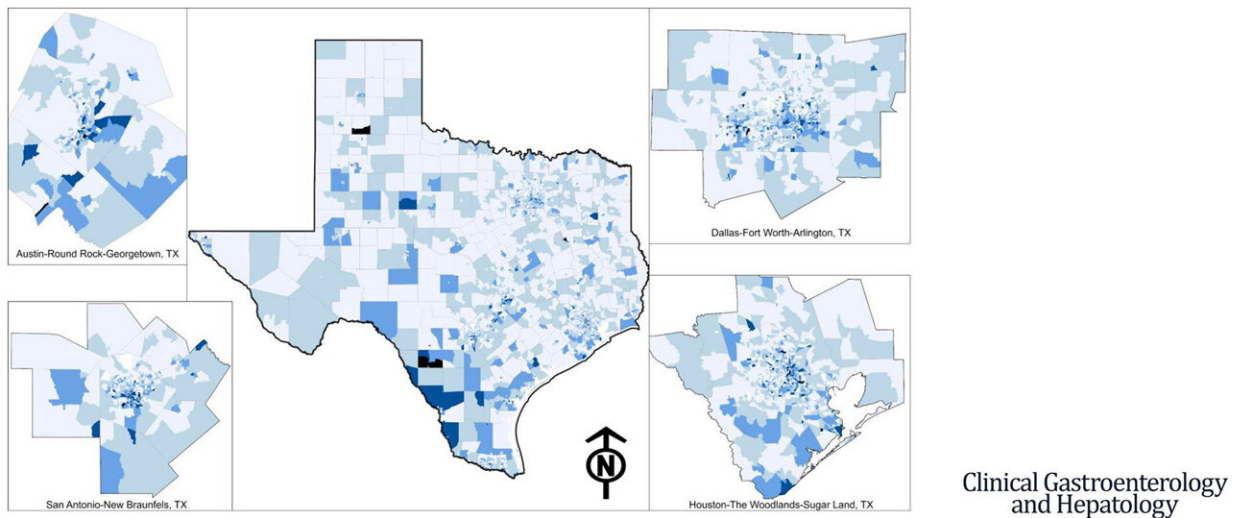 Austin-Round Rock-Georgetown, TX
Dallas-Fort Worth-Arlington, TX
San Antonio-New Braunfels, TX
N
Houston-The Woodlands-Sugar Land, TX
Clinical Gastroenterology
and Hepatology